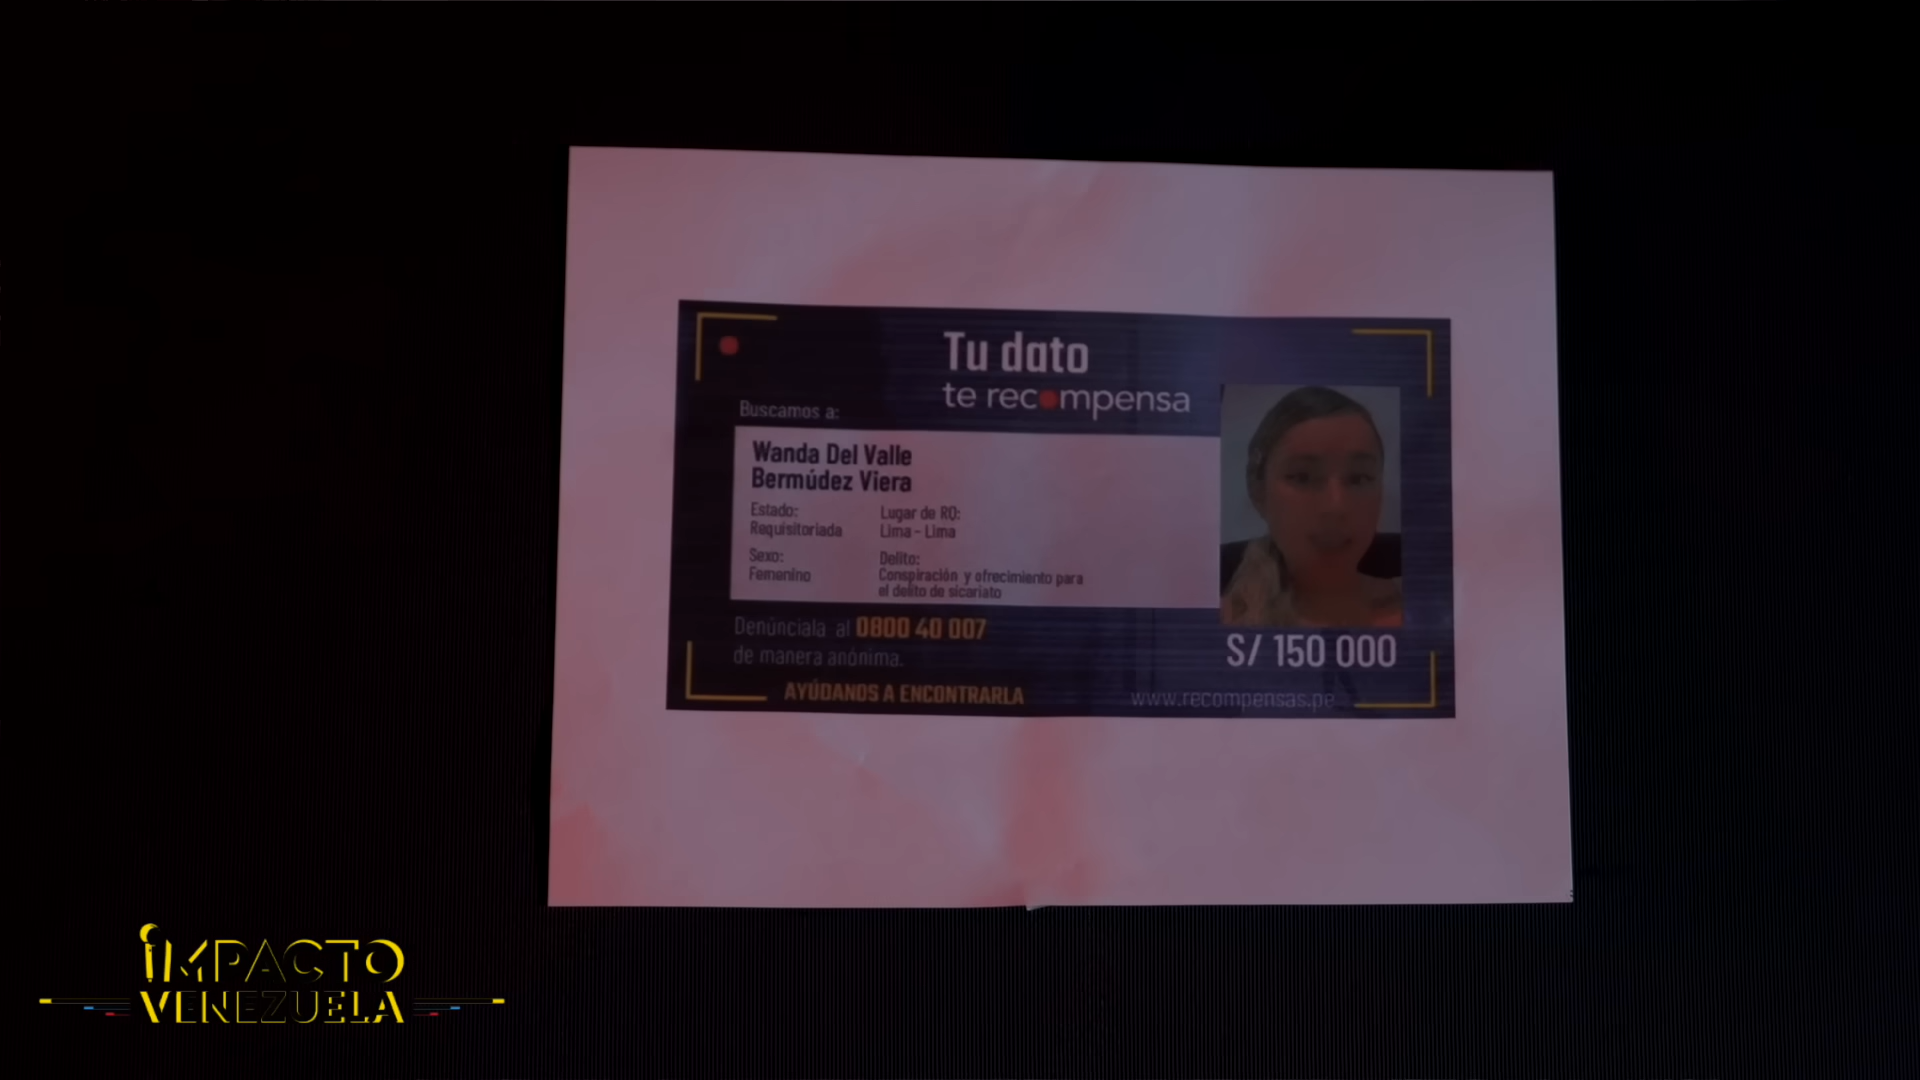 Tu dato
te recompensa
Buscamos a:
Wanda Del Valle
Bermúdez Viera
Estado:
Requisitoriada
Lugar de RQ:
Lima - Lima
Sexo:
Femenino
Delito:
Conspiración y ofrecimiento para
el delito de sicariato
Denúnciala al 0800 40 007
de manera anónima.
AYÚDANOS A ENCONTRARLA
S/ 150 000
www.recompensas.pe
IMPACTO
VENEZUELA